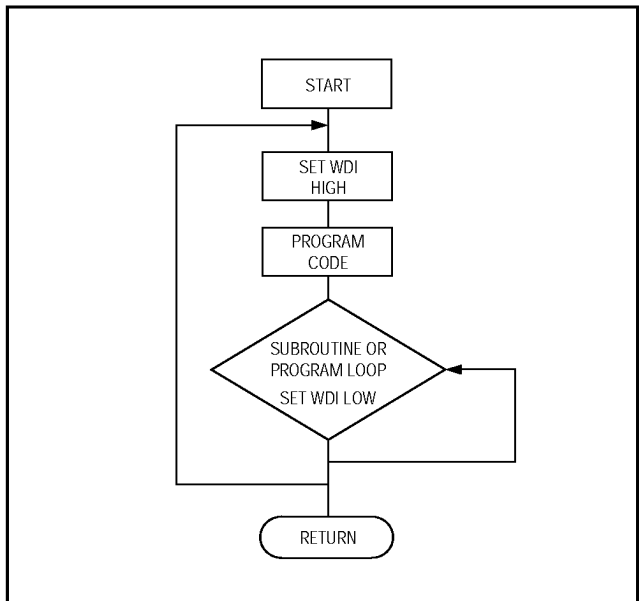 START
SET WDI
HIGH
PROGRAM
CODE
SUBROUTINE OR
PROGRAM LOOP
SET WDI LOW
RETURN